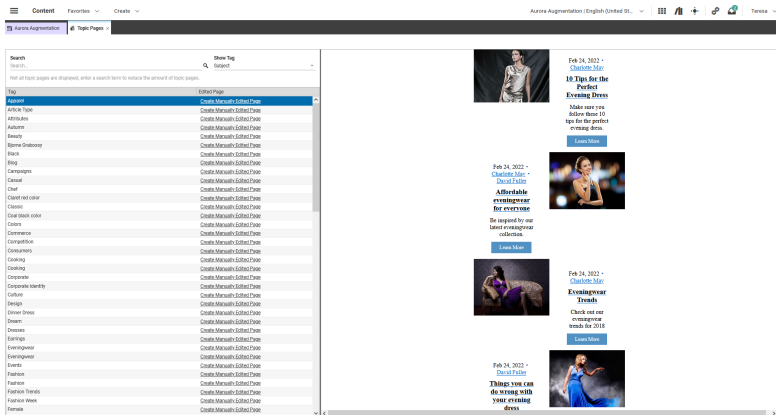 Content Favorites Create Aurora Augmentation | English (United St... Teresa
Aurora Augmentation Topic Pages
Search Show Tag
Search... Subject
Not all topic pages are displayed, enter a search term to reduce the amount of topic pages.
Tag Edited Page
Apparel Create Manually Edited Page
Article Type Create Manually Edited Page
Attributes Create Manually Edited Page
Autumn Create Manually Edited Page
Beauty Create Manually Edited Page
Bjorne Grabossy Create Manually Edited Page
Black Create Manually Edited Page
Blog Create Manually Edited Page
Campaigns Create Manually Edited Page
Casual Create Manually Edited Page
Chef Create Manually Edited Page
Claret red color Create Manually Edited Page
Classic Create Manually Edited Page
Coal black color Create Manually Edited Page
Colors Create Manually Edited Page
Commerce Create Manually Edited Page
Competition Create Manually Edited Page
Consumers Create Manually Edited Page
Cooking Create Manually Edited Page
Cooking Create Manually Edited Page
Corporate Create Manually Edited Page
Corporate Identity Create Manually Edited Page
Culture Create Manually Edited Page
Design Create Manually Edited Page
Dinner Dress Create Manually Edited Page
Dream Create Manually Edited Page
Dresses Create Manually Edited Page
Earrings Create Manually Edited Page
Eveningwear Create Manually Edited Page
Eveningwear Create Manually Edited Page
Events Create Manually Edited Page
Fashion Create Manually Edited Page
Fashion Create Manually Edited Page
Fashion Trends Create Manually Edited Page
Fashion Week Create Manually Edited Page
Female Create Manually Edited Page
Feb 24, 2022 •
Charlotte May
10 Tips for the
Perfect
Evening Dress
Make sure you
follow these 10
tips for the perfect
evening dress.
Learn More
Feb 24, 2022 •
Charlotte May •
David Fuller
Affordable
eveningwear
for everyone
Be inspired by our
latest eveningwear
collection.
Learn More
Feb 24, 2022 •
Charlotte May
Eveningwear
Trends
Check out our
eveningwear
trends for 2018
Learn More
Feb 24, 2022 •
David Fuller
Things you can
do wrong with
your evening
dress